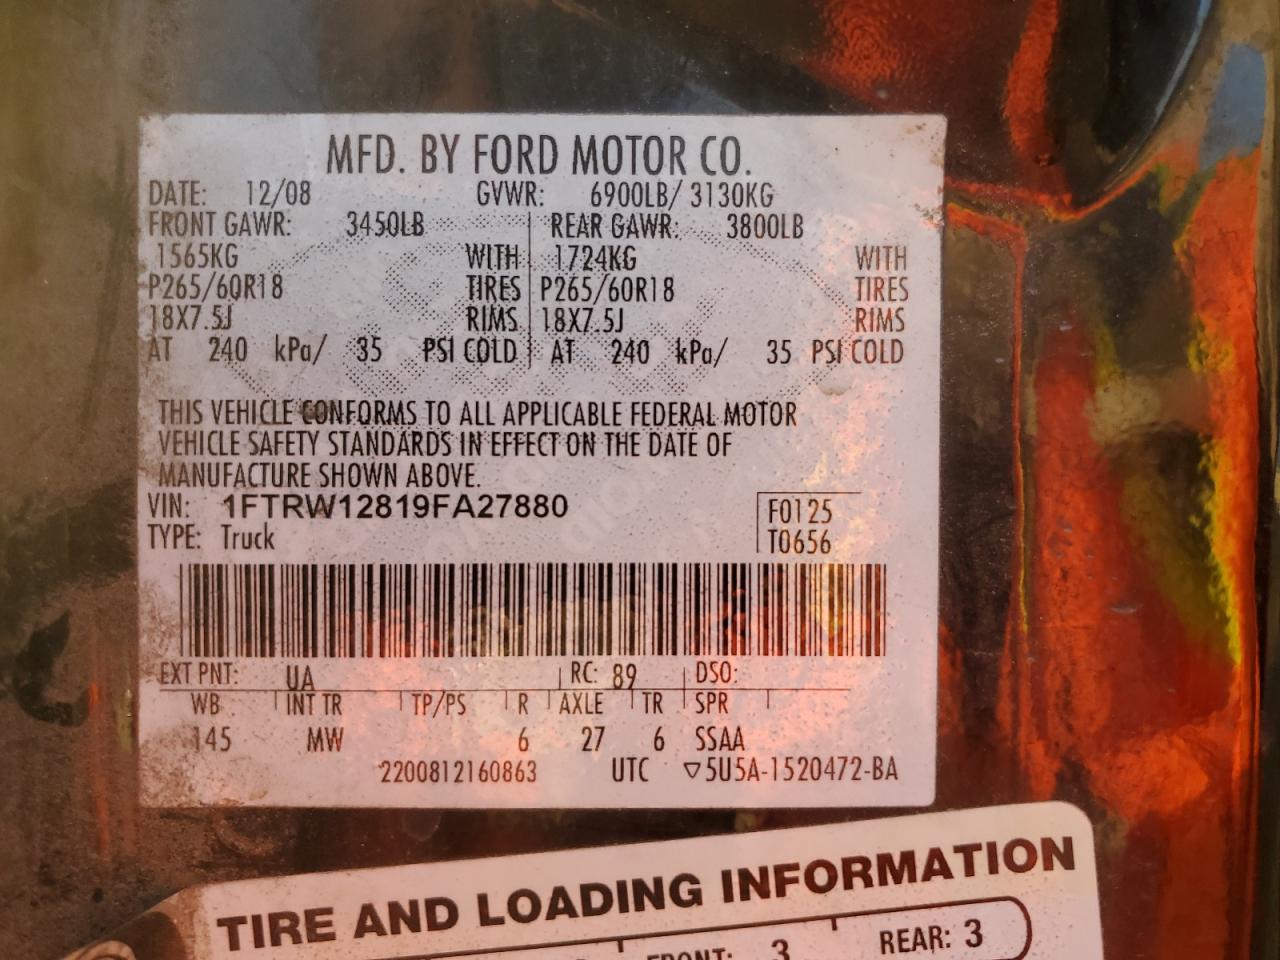 MFD. BY FORD MOTOR CO.
DATE: 12/08 GVWR: 6900LB/ 3130KG
FRONT GAWR: 3450LB REAR GAWR: 3800LB
1565KG WITH 1724KG WITH
P265/60R18 TIRES P265/60R18 TIRES
18X7.5J RIMS 18X7.5J RIMS
AT 240 kPa/ 35 PSI COLD AT 240 kPa/ 35 PSI COLD
THIS VEHICLE CONFORMS TO ALL APPLICABLE FEDERAL MOTOR
VEHICLE SAFETY STANDARDS IN EFFECT ON THE DATE OF
MANUFACTURE SHOWN ABOVE.
VIN: 1FTRW12819FA27880 F0125
TYPE: Truck T0656
EXT PNT: UA RC: 89 DSO:
WB INT TR TP/PS R AXLE TR SPR
145 MW 6 27 6 SSAA
2200812160863 UTC ▽5U5A-1520472-BA
TIRE AND LOADING INFORMATION
FRONT: 3 REAR: 3